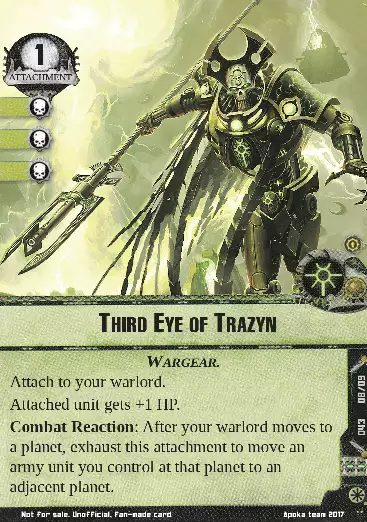 1
ATTACHMENT
THIRD EYE OF TRAZYN
WARGEAR.
Attach to your warlord.
Attached unit gets +1 HP.
Combat Reaction: After your warlord moves to
a planet, exhaust this attachment to move an
army unit you control at that planet to an
adjacent planet.
043
08/09
Not for sale. Unofficial. Fan-made card.
Apoka team 2017